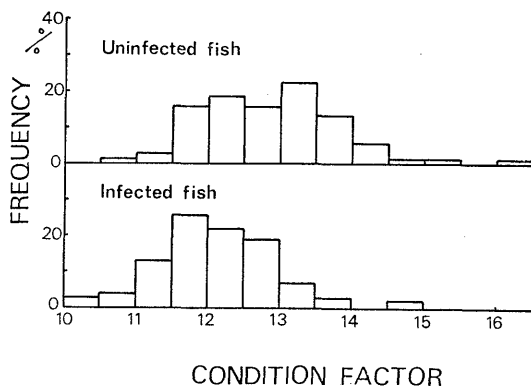 40
%
Uninfected fish
20
0
FREQUENCY
Infected fish
20
0
10 11 12 13 14 15 16
CONDITION FACTOR